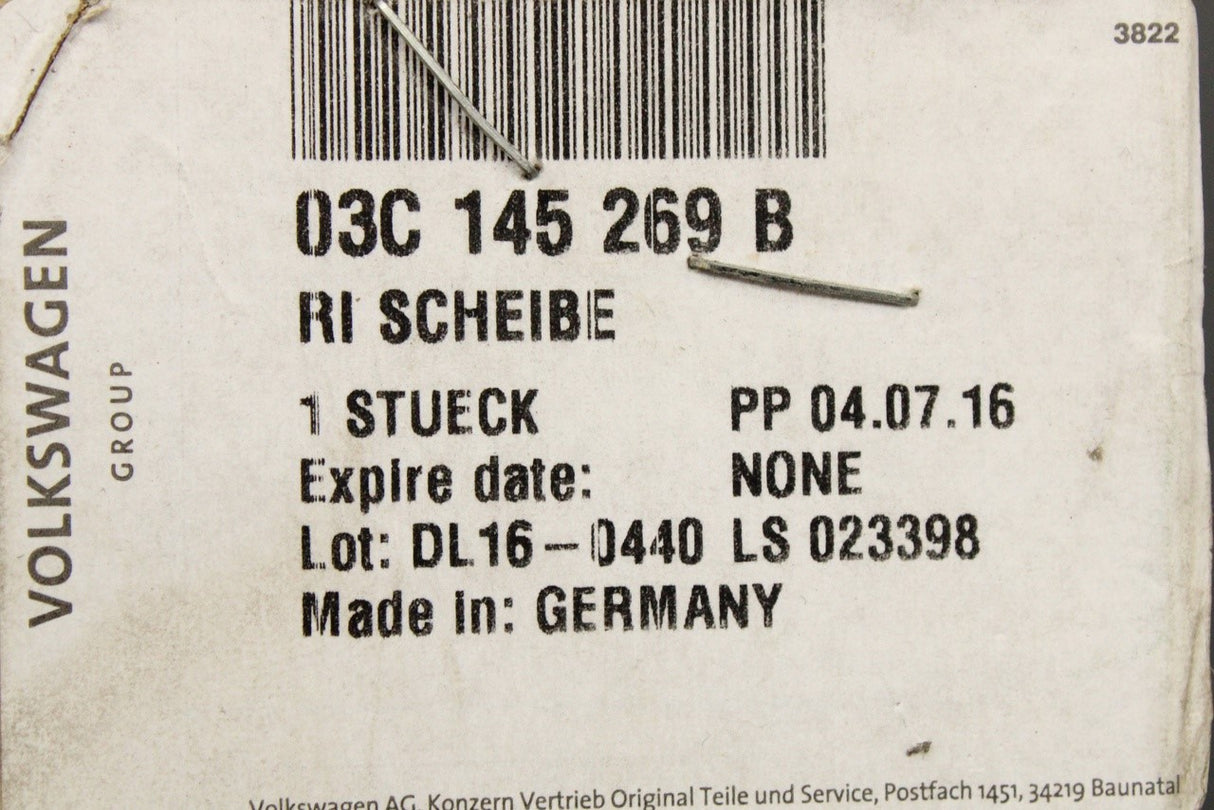 3822
03C 145 269 B
RI SCHEIBE
1 STUECK PP 04.07.16
Expire date: NONE
Lot: DL16-0440 LS 023398
Made in: GERMANY
VOLKSWAGEN
GROUP
Volkswagen AG, Konzern Vertrieb Original Teile und Service, Postfach 1451, 34219 Baunatal